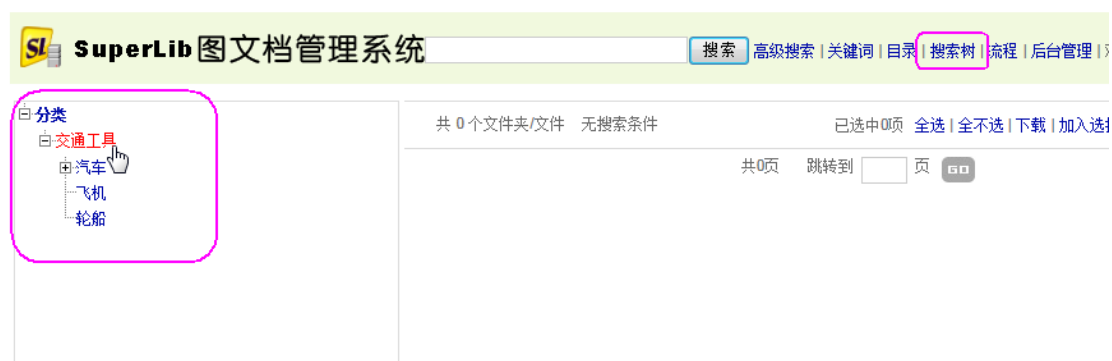 SL SuperLib图文档管理系统 搜索 高级搜索 | 关键词 | 目录 | 搜索树 | 流程 | 后台管理 |
分类
交通工具
汽车
飞机
轮船
共 0 个文件夹/文件 无搜索条件 已选中0项 全选 | 全不选 | 下载 | 加入选
共0页 跳转到 页 GO